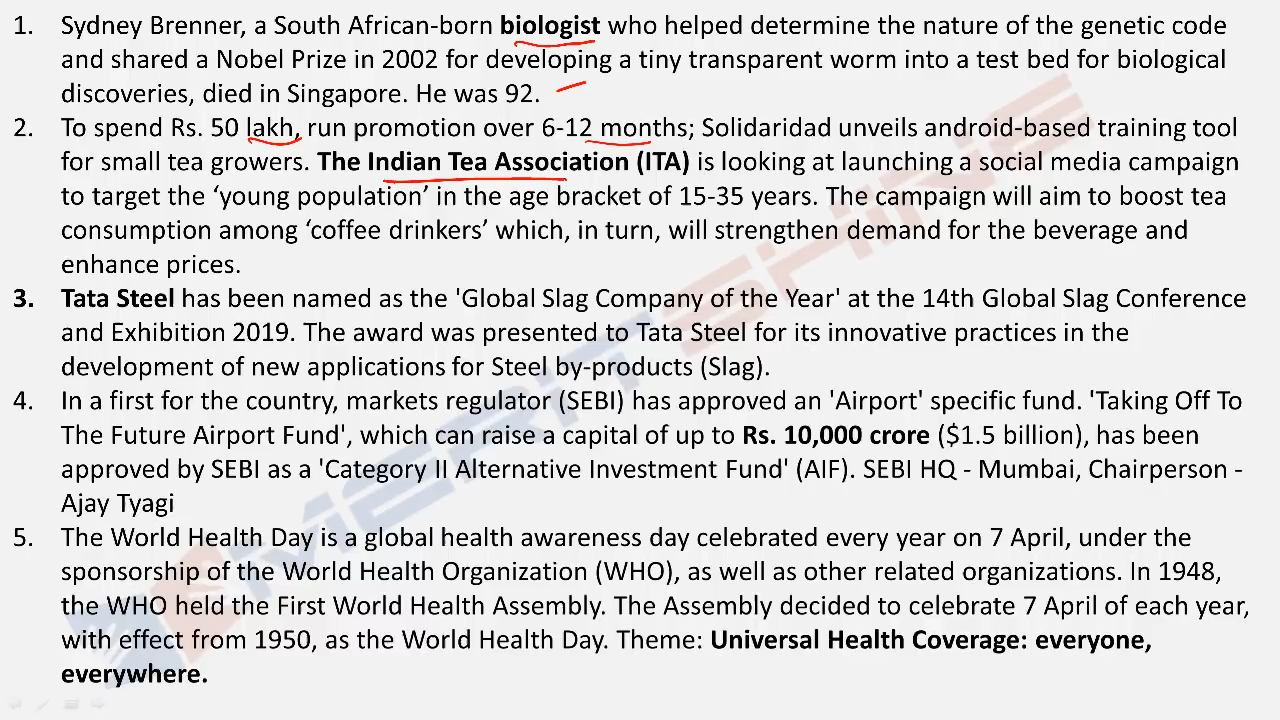 1. Sydney Brenner, a South African-born biologist who helped determine the nature of the genetic code
and shared a Nobel Prize in 2002 for developing a tiny transparent worm into a test bed for biological
discoveries, died in Singapore. He was 92.
2. To spend Rs. 50 lakh, run promotion over 6-12 months; Solidaridad unveils android-based training tool
for small tea growers. The Indian Tea Association (ITA) is looking at launching a social media campaign
to target the ‘young population’ in the age bracket of 15-35 years. The campaign will aim to boost tea
consumption among ‘coffee drinkers’ which, in turn, will strengthen demand for the beverage and
enhance prices.
3. Tata Steel has been named as the 'Global Slag Company of the Year' at the 14th Global Slag Conference
and Exhibition 2019. The award was presented to Tata Steel for its innovative practices in the
development of new applications for Steel by-products (Slag).
4. In a first for the country, markets regulator (SEBI) has approved an 'Airport' specific fund. 'Taking Off To
The Future Airport Fund', which can raise a capital of up to Rs. 10,000 crore ($1.5 billion), has been
approved by SEBI as a 'Category II Alternative Investment Fund' (AIF). SEBI HQ - Mumbai, Chairperson -
Ajay Tyagi
5. The World Health Day is a global health awareness day celebrated every year on 7 April, under the
sponsorship of the World Health Organization (WHO), as well as other related organizations. In 1948,
the WHO held the First World Health Assembly. The Assembly decided to celebrate 7 April of each year,
with effect from 1950, as the World Health Day. Theme: Universal Health Coverage: everyone,
everywhere.
MERITSHINE